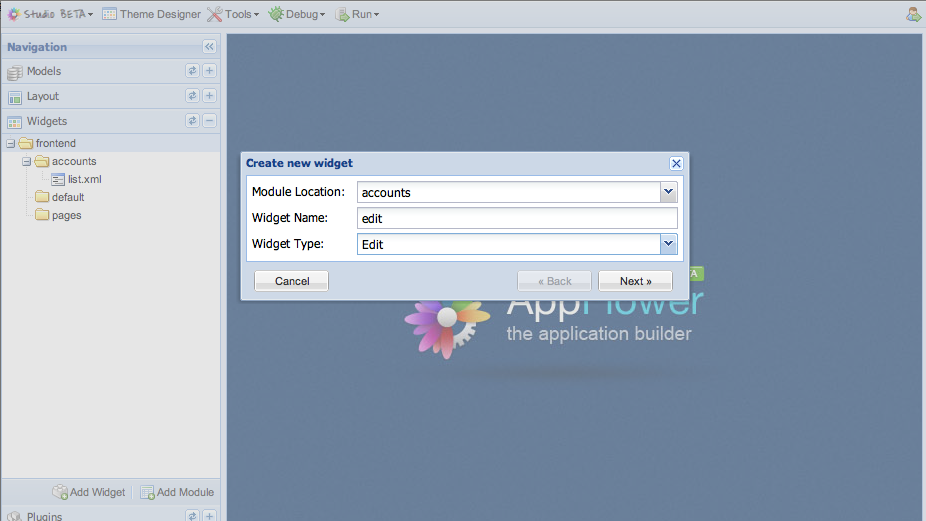 Studio BETA Theme Designer Tools Debug Run
Navigation
Models
Layout
Widgets
frontend
accounts
list.xml
default
pages
Add Widget Add Module
Plugins
Create new widget
Module Location: accounts
Widget Name: edit
Widget Type: Edit
Cancel « Back Next »
AppFlower
the application builder